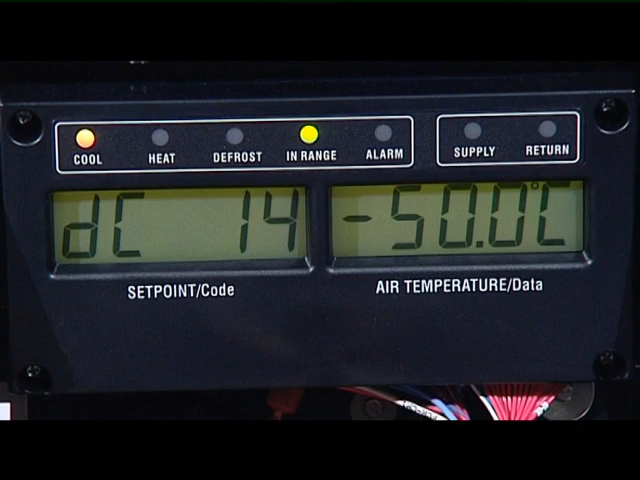 COOL HEAT DEFROST IN RANGE ALARM SUPPLY RETURN
dC 14 -50.0°C
SETPOINT/Code AIR TEMPERATURE/Data